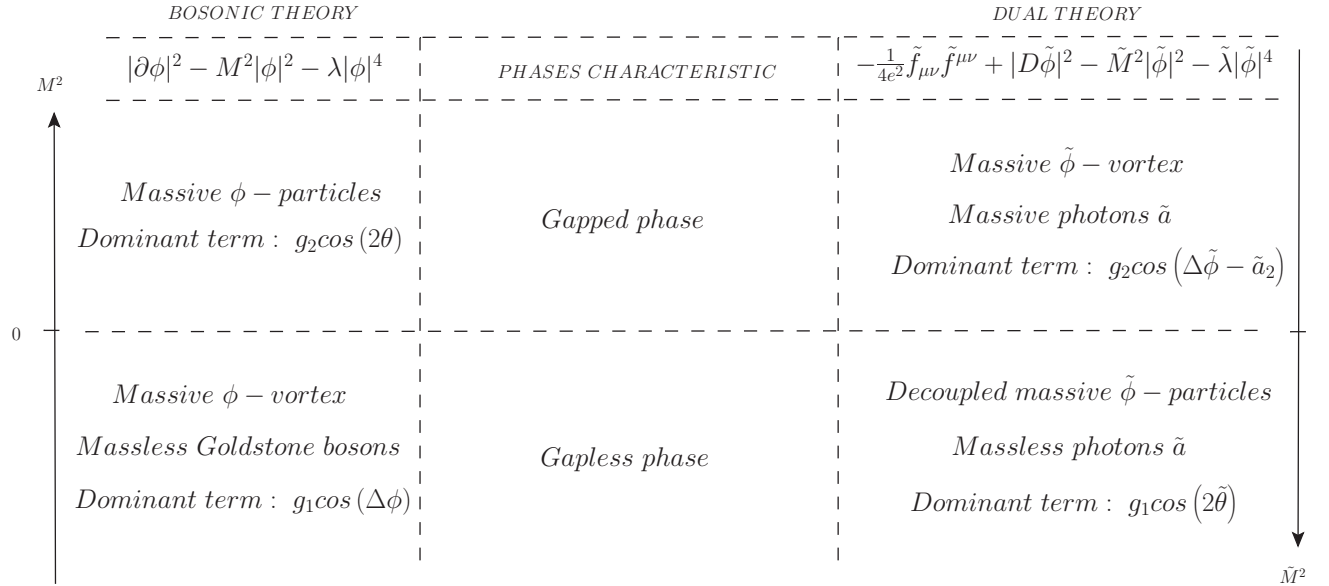 BOSONIC THEORY
DUAL THEORY
|∂ϕ|² − M²|ϕ|² − λ|ϕ|⁴
PHASES CHARACTERISTIC
−1/4e² f̃μν f̃^μν + |Dϕ̃|² − M̃²|ϕ̃|² − λ̃|ϕ̃|⁴
M²
Massive ϕ − particles
Dominant term : g₂cos (2θ)
Gapped phase
Massive ϕ̃ − vortex
Massive photons ã
Dominant term : g₂cos (Δϕ̃ − ã₂)
0
Massive ϕ − vortex
Massless Goldstone bosons
Dominant term : g₁cos (Δϕ)
Gapless phase
Decoupled massive ϕ̃ − particles
Massless photons ã
Dominant term : g₁cos (2θ̃)
M̃²